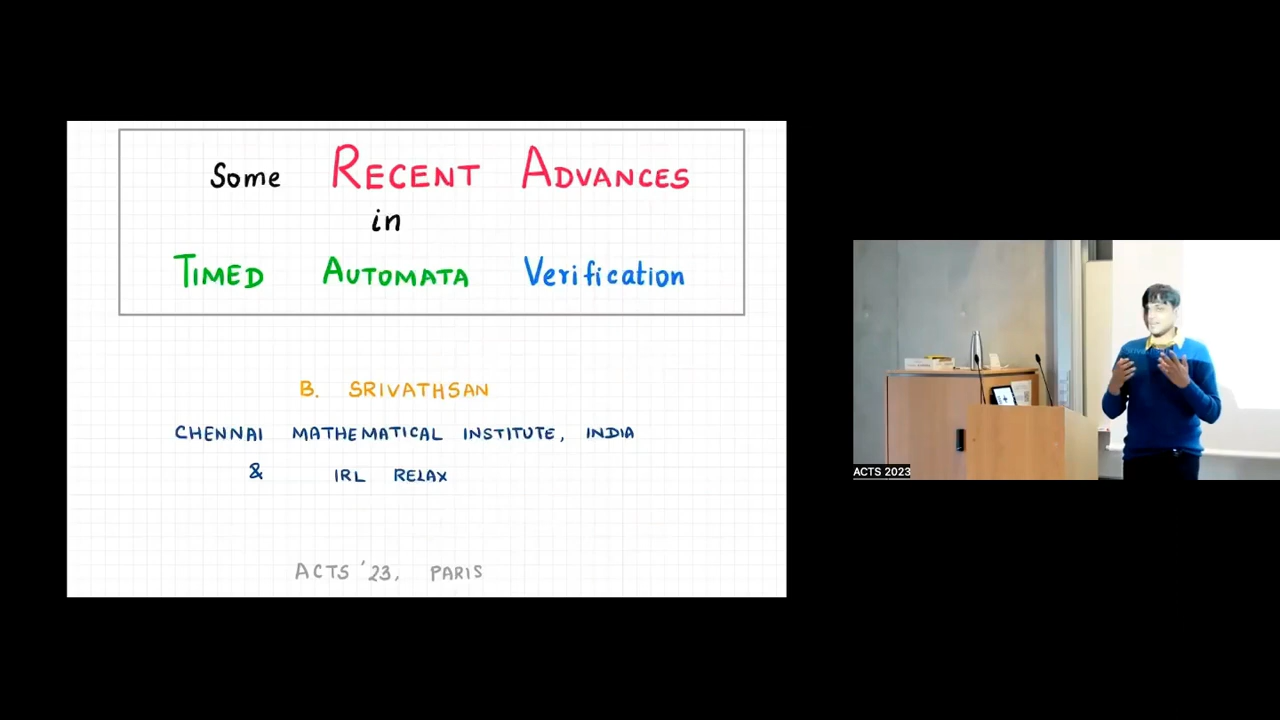 Some RECENT ADVANCES
in
TIMED AUTOMATA Verification
B. SRIVATHSAN
CHENNAI MATHEMATICAL INSTITUTE, INDIA
& IRL RELAX
ACTS '23, PARIS
ACTS 2023